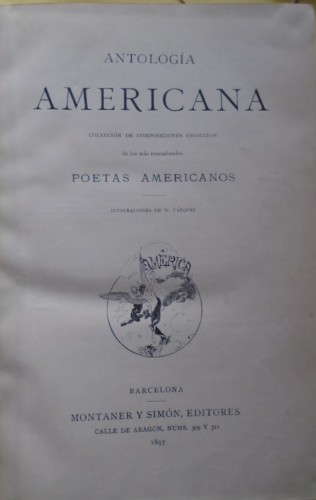 ANTOLOGÍA
AMERICANA
COLECCIÓN DE COMPOSICIONES ESCOGIDAS
de los más renombrados
POETAS AMERICANOS
ILUSTRACIONES DE N. VÁZQUEZ
AMÉRICA
BARCELONA
MONTANER Y SIMÓN, EDITORES
CALLE DE ARAGÓN, NÚMS. 309 Y 311
1897